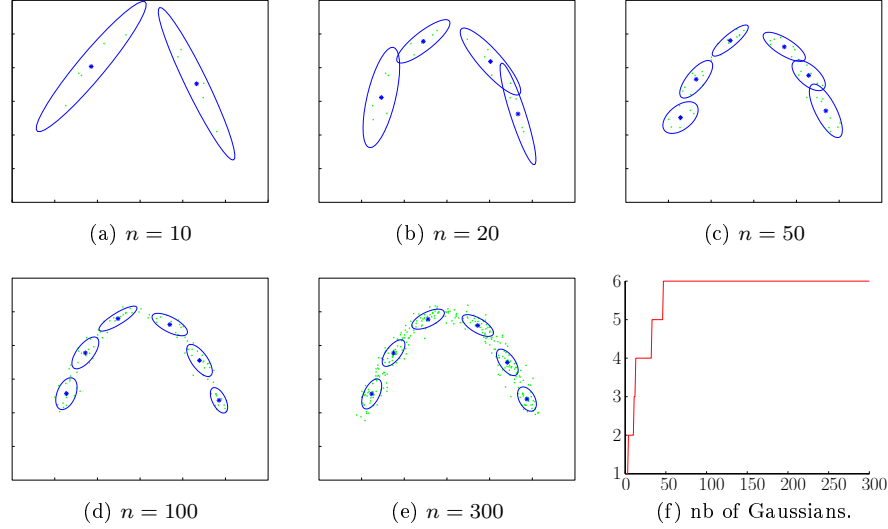 (a) n = 10
(b) n = 20
(c) n = 50
6
5
4
3
2
1
0 50 100 150 200 250 300
(d) n = 100
(e) n = 300
(f) nb of Gaussians.